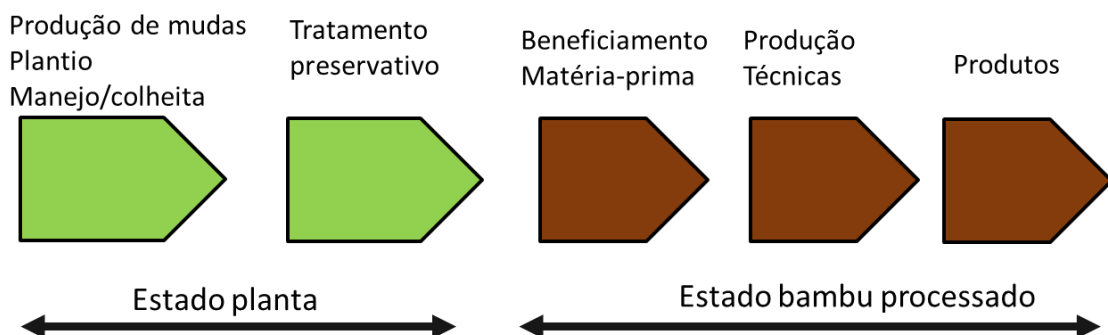 Produção de mudas
Plantio
Manejo/colheita
Tratamento
preservativo
Beneficiamento
Matéria-prima
Produção
Técnicas
Produtos
Estado planta
Estado bambu processado